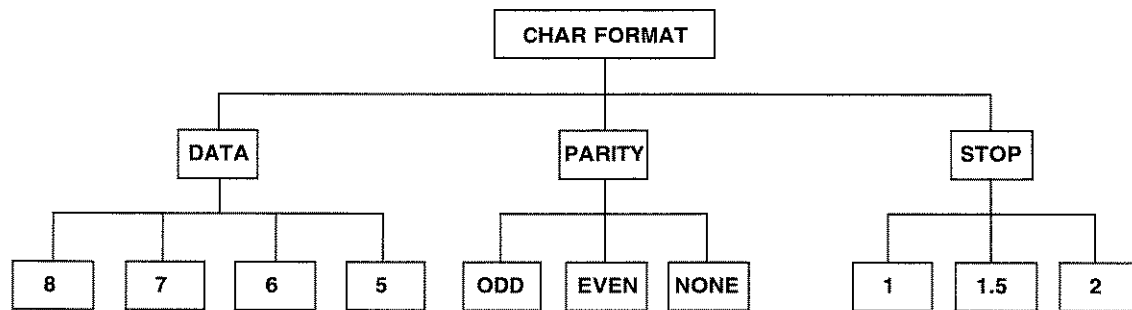 CHAR FORMAT
DATA PARITY STOP
8 7 6 5 ODD EVEN NONE 1 1.5 2